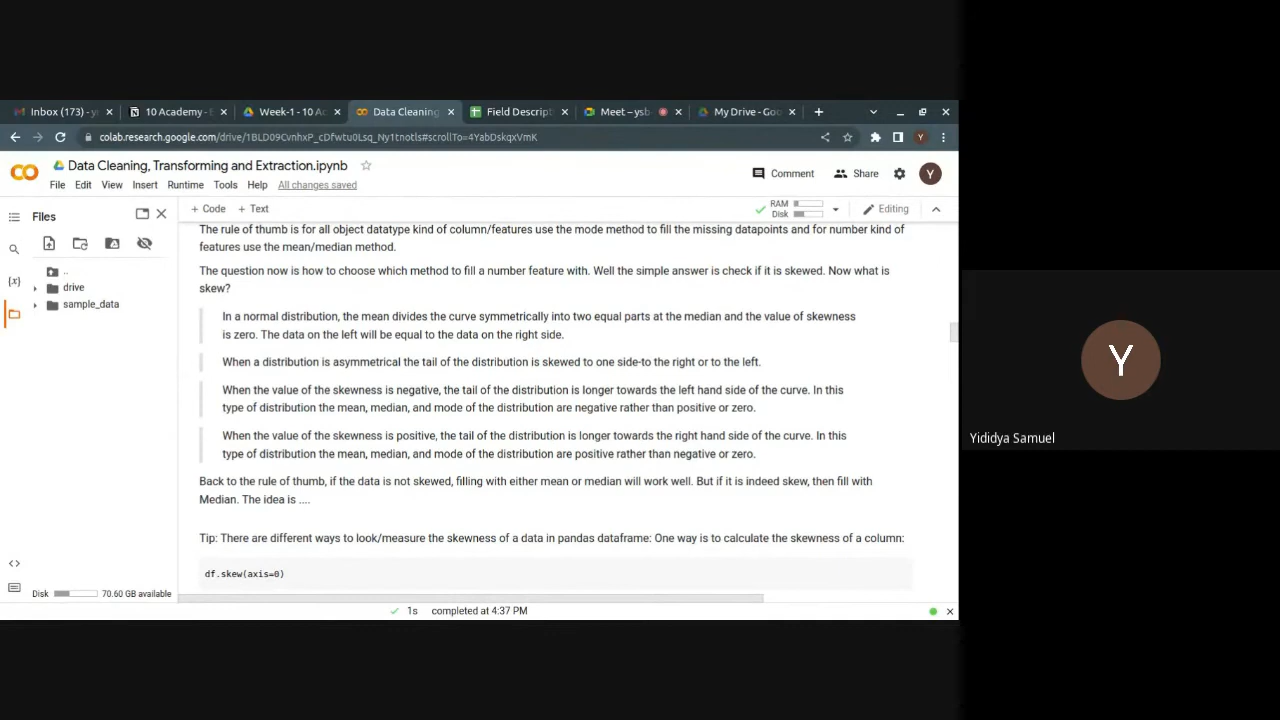 Inbox (173) - y
10 Academy - E
Week-1 - 10 Ac
Data Cleaning,
Field Descripti
Meet – ysb
My Drive - Goo
colab.research.google.com/drive/1BLD09CvnhxP_cDfwtu0Lsq_Ny1tnotls#scrollTo=4YabDskqxVmK
Y
Data Cleaning, Transforming and Extraction.ipynb
File Edit View Insert Runtime Tools Help All changes saved
Comment Share Y
Files
+ Code + Text
RAM
Disk
Editing
..
drive
sample_data
{x}
The rule of thumb is for all object datatype kind of column/features use the mode method to fill the missing datapoints and for number kind of
features use the mean/median method.
The question now is how to choose which method to fill a number feature with. Well the simple answer is check if it is skewed. Now what is
skew?
In a normal distribution, the mean divides the curve symmetrically into two equal parts at the median and the value of skewness
is zero. The data on the left will be equal to the data on the right side.
When a distribution is asymmetrical the tail of the distribution is skewed to one side-to the right or to the left.
When the value of the skewness is negative, the tail of the distribution is longer towards the left hand side of the curve. In this
type of distribution the mean, median, and mode of the distribution are negative rather than positive or zero.
When the value of the skewness is positive, the tail of the distribution is longer towards the right hand side of the curve. In this
type of distribution the mean, median, and mode of the distribution are positive rather than negative or zero.
Back to the rule of thumb, if the data is not skewed, filling with either mean or median will work well. But if it is indeed skew, then fill with
Median. The idea is ....
Tip: There are different ways to look/measure the skewness of a data in pandas dataframe: One way is to calculate the skewness of a column:
df.skew(axis=0)
Disk 70.60 GB available
1s completed at 4:37 PM
Y
Yididya Samuel